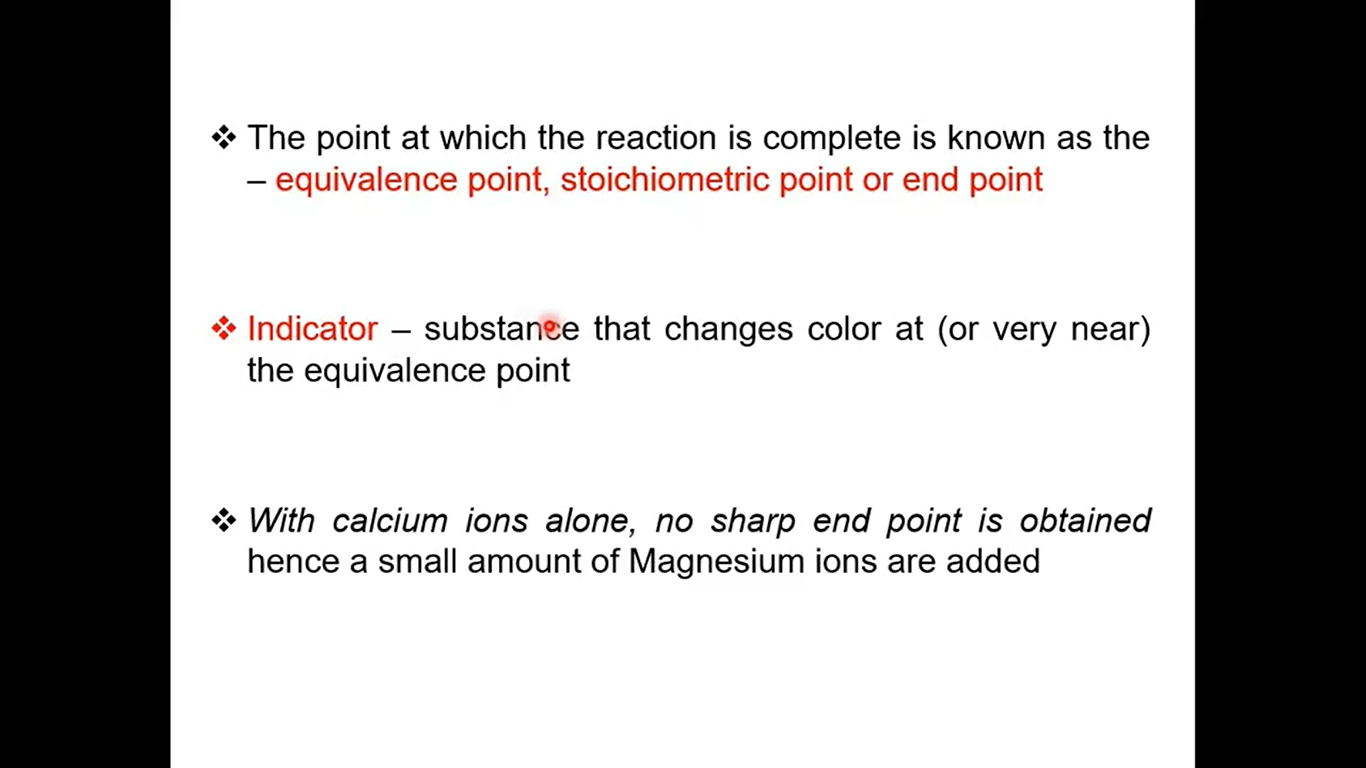 ❖ The point at which the reaction is complete is known as the
– equivalence point, stoichiometric point or end point
❖ Indicator – substance that changes color at (or very near)
the equivalence point
❖ With calcium ions alone, no sharp end point is obtained
hence a small amount of Magnesium ions are added